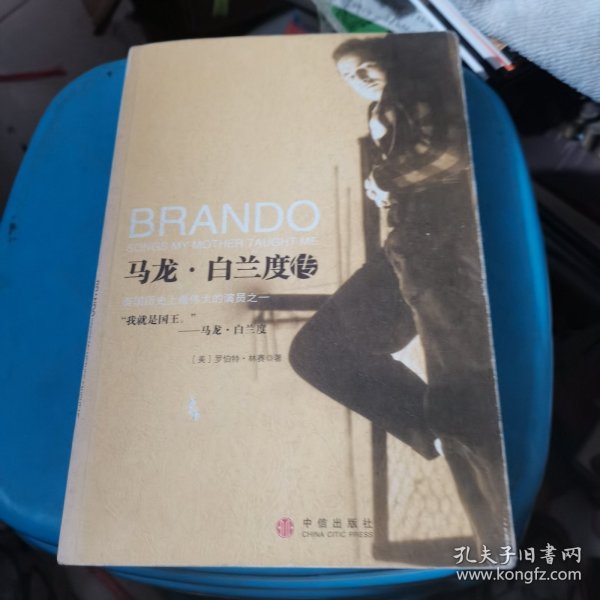 BRANDO
SONGS MY MOTHER TAUGHT ME
马龙·白兰度传
美国历史上最伟大的演员之一
“我就是国王。”
——马龙·白兰度
[美]罗伯特·林赛◎著
中信出版社
CHINA CITIC PRESS
BRANDO
孔夫子旧书网
www.kongfz.com